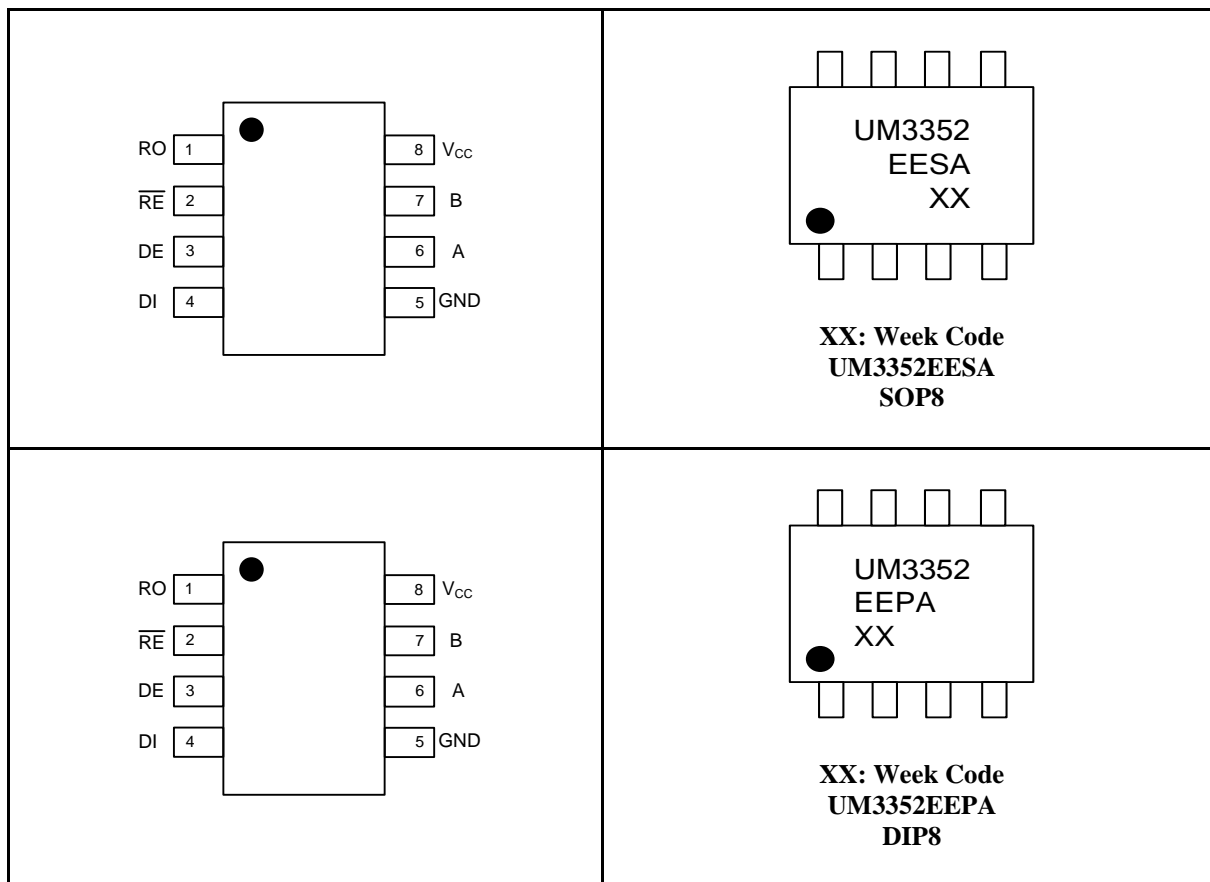 RO 1 8 VCC
RE 2 7 B
DE 3 6 A
DI 4 5 GND
UM3352
EESA
XX
XX: Week Code
UM3352EESA
SOP8
RO 1 8 VCC
RE 2 7 B
DE 3 6 A
DI 4 5 GND
UM3352
EEPA
XX
XX: Week Code
UM3352EEPA
DIP8